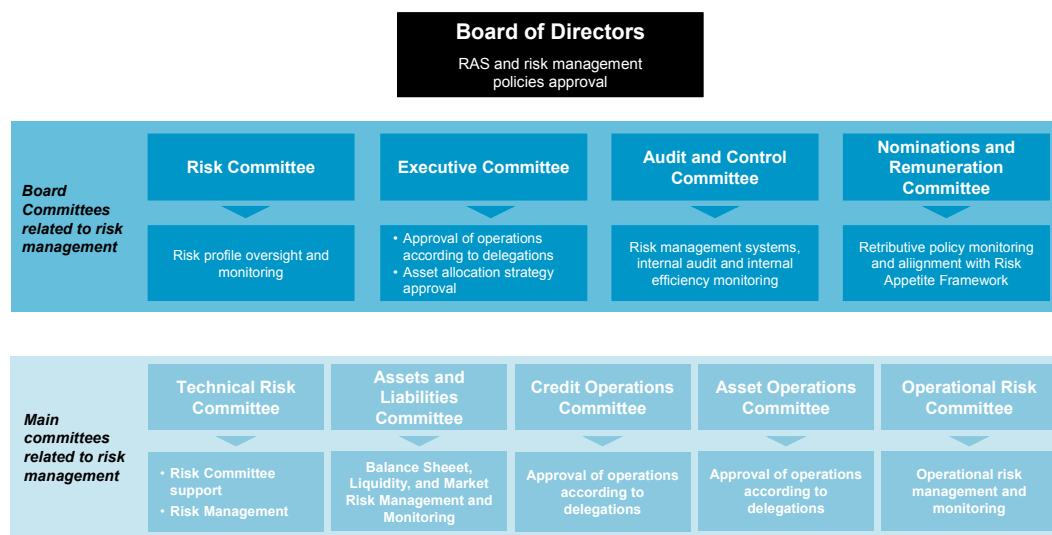 Board of Directors
RAS and risk management
policies approval
Board
Committees
related to risk
management
Risk Committee
Executive Committee
Audit and Control
Committee
Nominations and
Remuneration
Committee
Risk profile oversight and
monitoring
• Approval of operations
according to delegations
• Asset allocation strategy
approval
Risk management systems,
internal audit and internal
efficiency monitoring
Retributive policy monitoring
and aliignment with Risk
Appetite Framework
Main
committees
related to risk
management
Technical Risk
Committee
Assets and
Liabilities
Committee
Credit Operations
Committee
Asset Operations
Committee
Operational Risk
Committee
• Risk Committee
support
• Risk Management
Balance Sheeet,
Liquidity, and Market
Risk Management and
Monitoring
Approval of operations
according to
delegations
Approval of operations
according to
delegations
Operational risk
management and
monitoring